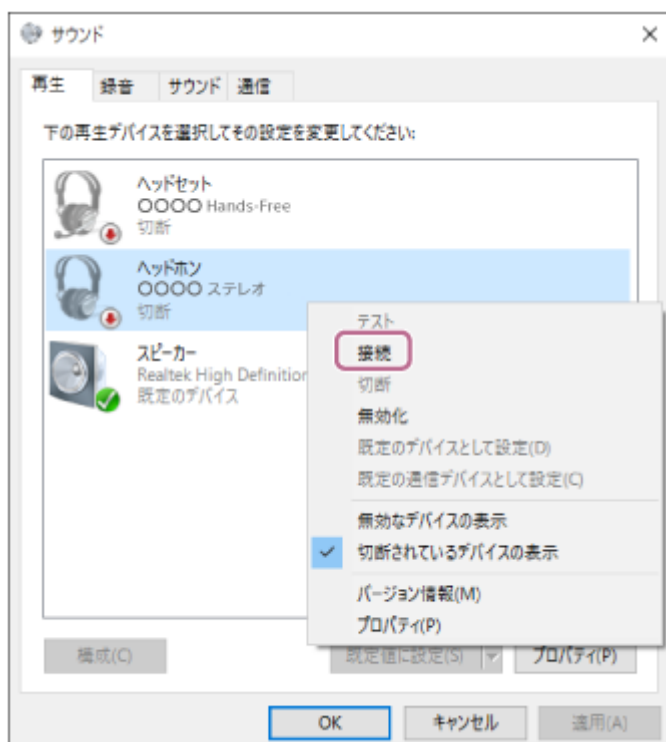 サウンド
再生 録音 サウンド 通信
下の再生デバイスを選択してその設定を変更してください:
ヘッドセット
〇〇〇〇 Hands-Free
切断
ヘッドホン
〇〇〇〇 ステレオ
切断
スピーカー
Realtek High Definition
既定のデバイス
テスト
接続
切断
無効化
既定のデバイスとして設定(D)
既定の通信デバイスとして設定(C)
無効なデバイスの表示
切断されているデバイスの表示
バージョン情報(M)
プロパティ(P)
構成(C) 既定値に設定(S) プロパティ(P)
OK キャンセル 適用(A)